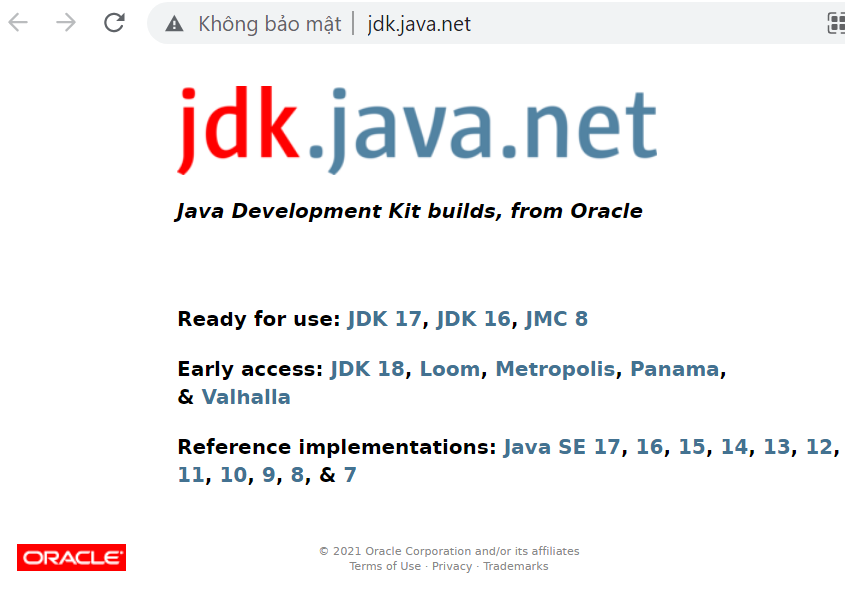 Không bảo mật | jdk.java.net
jdk.java.net
Java Development Kit builds, from Oracle
Ready for use: JDK 17, JDK 16, JMC 8
Early access: JDK 18, Loom, Metropolis, Panama,
& Valhalla
Reference implementations: Java SE 17, 16, 15, 14, 13, 12,
11, 10, 9, 8, & 7
ORACLE
© 2021 Oracle Corporation and/or its affiliates
Terms of Use · Privacy · Trademarks